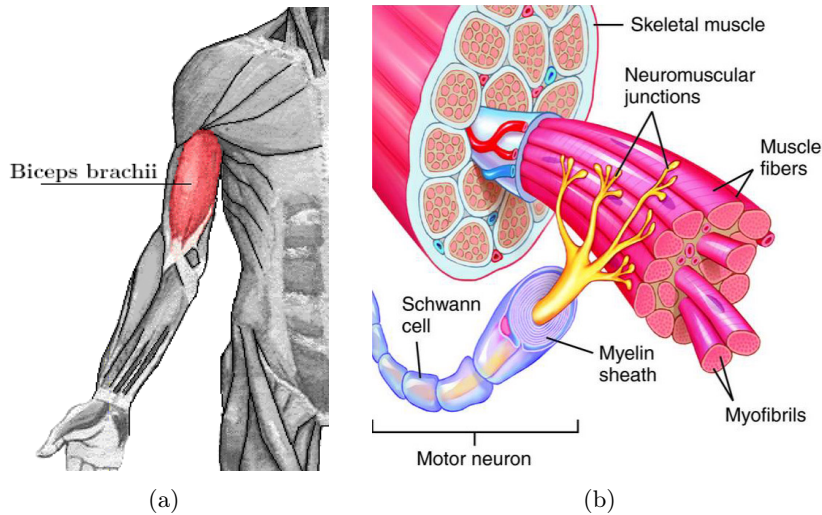 Biceps brachii
Skeletal muscle
Neuromuscular
junctions
Muscle
fibers
Schwann
cell
Myelin
sheath
Myofibrils
Motor neuron
(a)
(b)